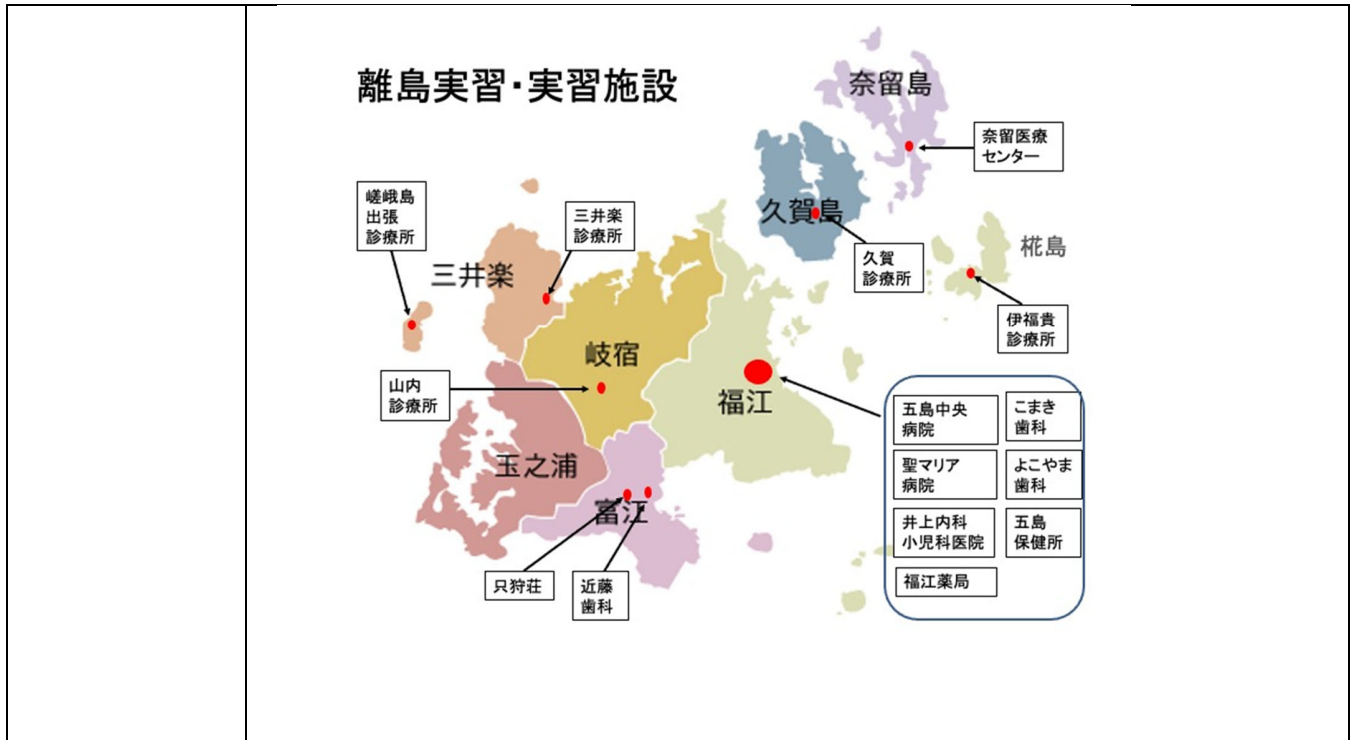 離島実習・実習施設
奈留島
奈留医療
センター
嵯峨島
出張
診療所
三井楽
診療所
久賀島
三井楽
久賀
診療所
椛島
伊福貴
診療所
岐宿
山内
診療所
福江
五島中央
病院
こまき
歯科
聖マリア
病院
よこやま
歯科
井上内科
小児科医院
五島
保健所
福江薬局
玉之浦
富江
只狩荘
近藤
歯科